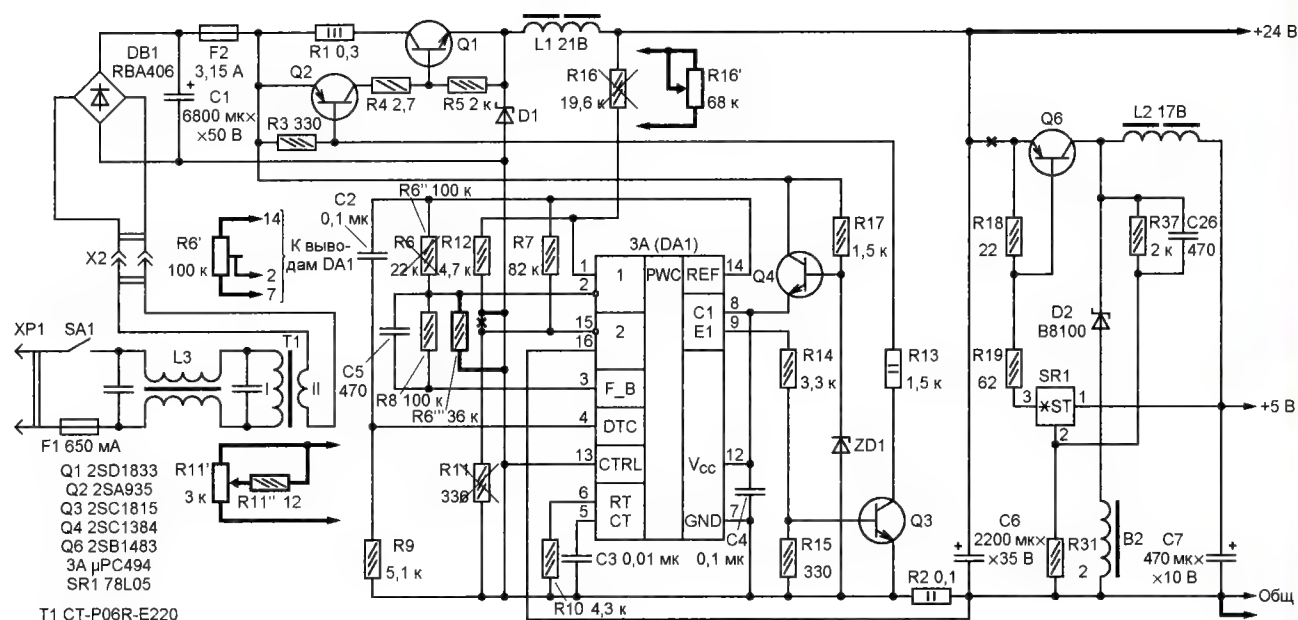 DB1
RBA406
F2
3,15 А
C1
6800 мк×
×50 В
+
R1 0,3
Q1
Q2
R4 2,7
R5 2 к
R3 330
D1
L1 21В
R16
19,6 к
R16'
68 к
+24 В
Q6
L2 17В
R18
22
R37
2 к
C26
470
D2
B8100
R19
62
SR1
3
*ST
1
2
+5 В
C2
0,1 мк
R6'' 100 к
R6
22 к
R12
4,7 к
R7
82 к
3A (DA1)
R17
1,5 к
Q4
X2
R6'
100 к
14
2
7
К выво-
дам DA1
1
2
15
16
3
4
13
6
5
1
2
F_B
DTC
CTRL
RT
CT
PWC
REF
C1
E1
VCC
GND
14
8
9
12
7
C5
470
R8 100 к
R6''' 36 к
R14
3,3 к
R13
1,5 к
XP1
SA1
L3
T1
I
II
F1 650 мА
R11'
3 к
R11'' 12
R11
336
ZD1
Q3
R9
5,1 к
C3 0,01 мк
R10 4,3 к
C4
0,1 мк
R15
330
R2 0,1
C6
2200 мк×
×35 В
+
R31
2
B2
C7
470 мк×
×10 В
+
Общ
Q1 2SD1833
Q2 2SA935
Q3 2SC1815
Q4 2SC1384
Q6 2SB1483
3A µPC494
SR1 78L05
T1 CT-P06R-E220